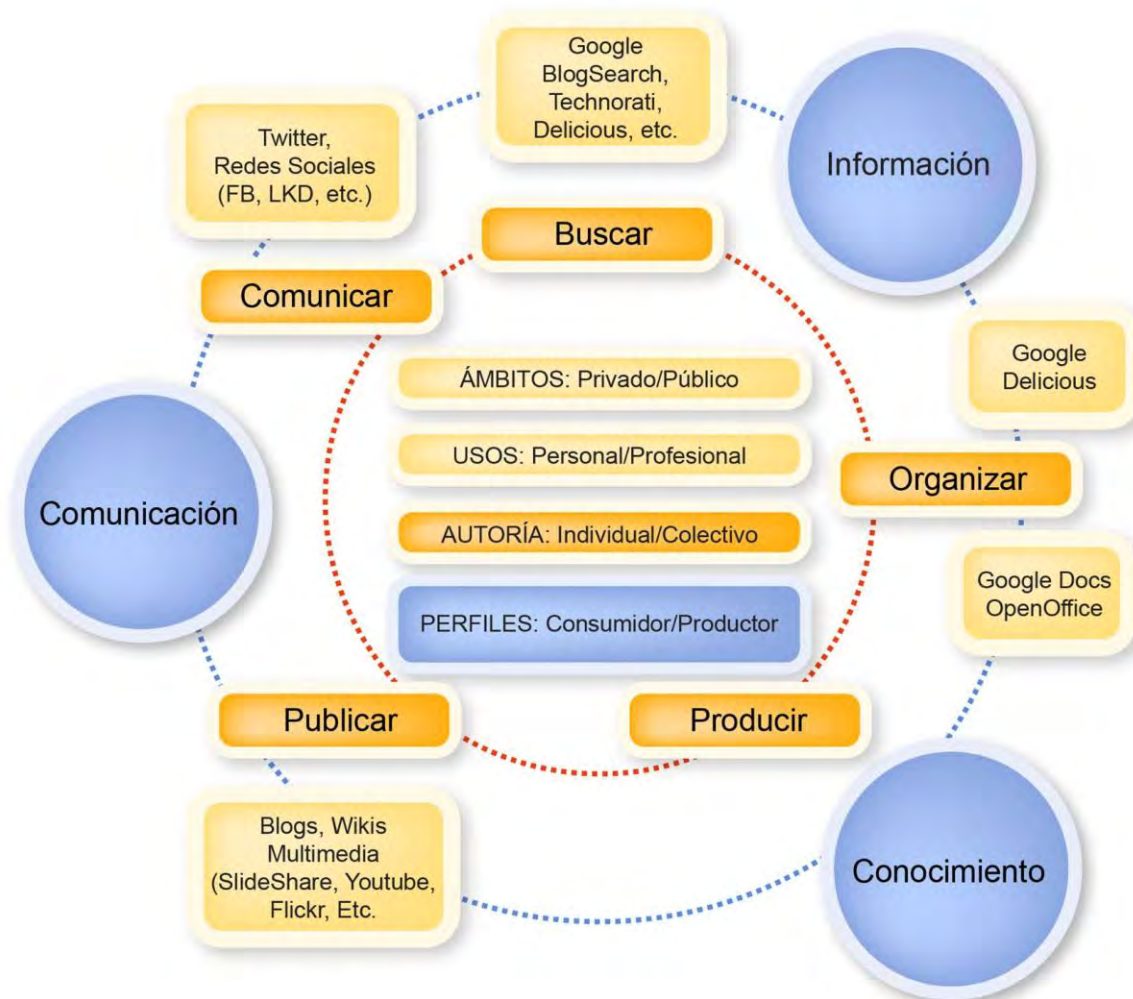 Google
BlogSearch,
Technorati,
Delicious, etc.
Twitter,
Redes Sociales
(FB, LKD, etc.)
Información
Buscar
Comunicar
Google
Delicious
ÁMBITOS: Privado/Público
USOS: Personal/Profesional
Organizar
Comunicación
AUTORÍA: Individual/Colectivo
Google Docs
OpenOffice
PERFILES: Consumidor/Productor
Publicar
Producir
Blogs, Wikis
Multimedia
(SlideShare, Youtube,
Flickr, Etc.
Conocimiento